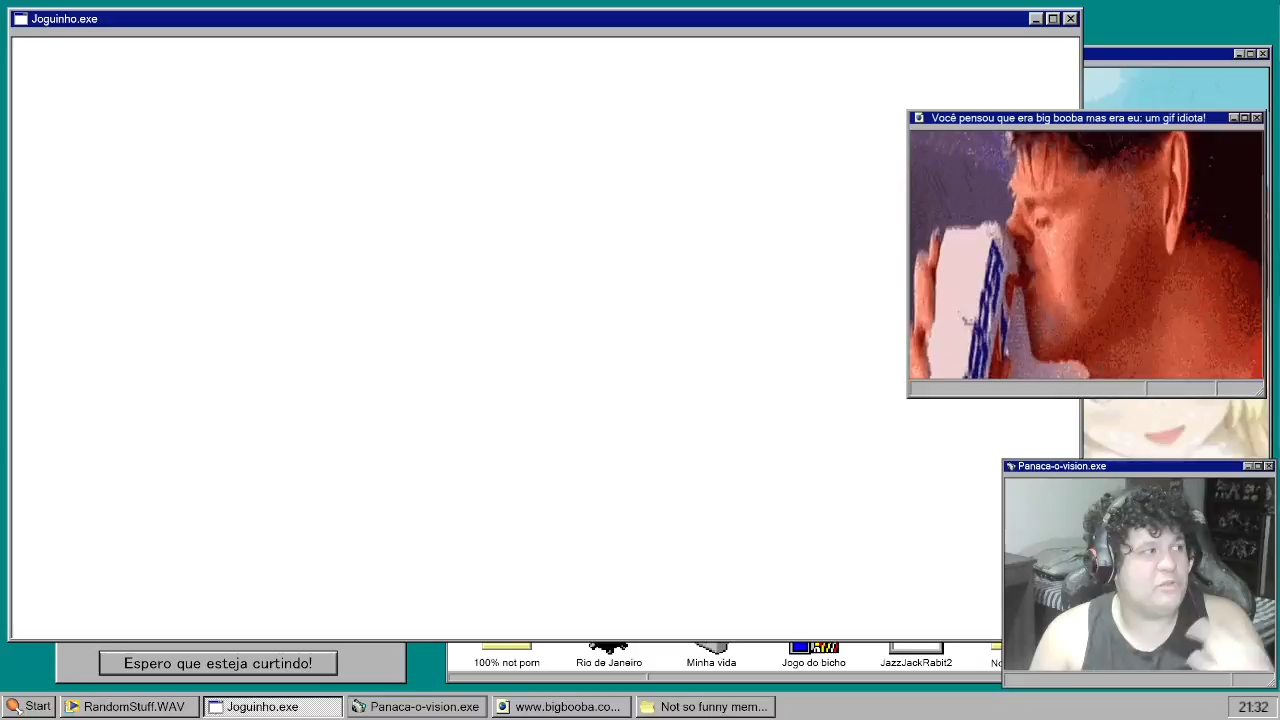 Joguinho.exe
Você pensou que era big booba mas era eu: um gif idiota!
Panaca-o-vision.exe
Espero que esteja curtindo!
100% not porn
Rio de Janeiro
Minha vida
Jogo do bicho
JazzJackRabbit2
Start
RandomStuff.WAV
Joguinho.exe
Panaca-o-vision.exe
www.bigbooba.co...
Not so funny mem...
21:32